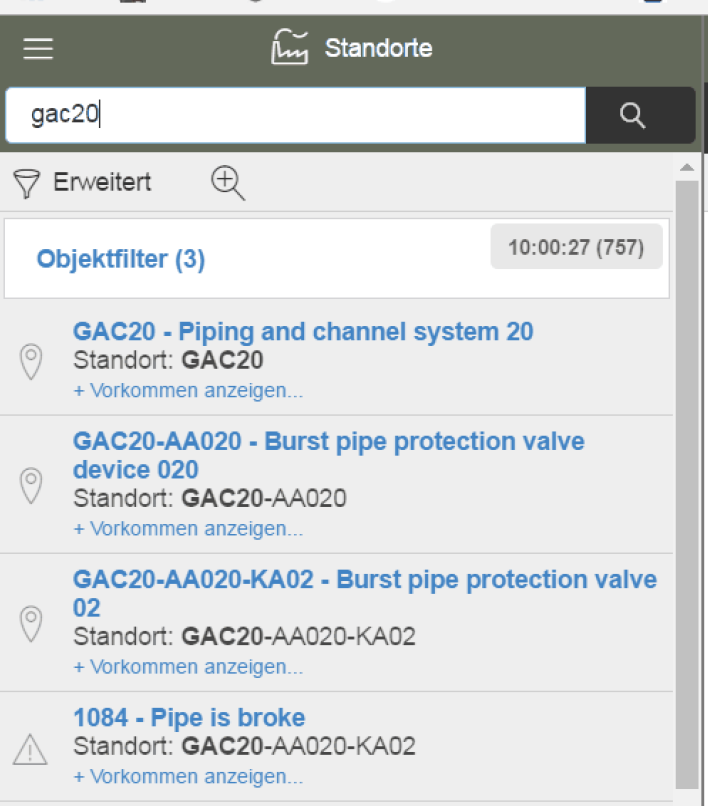 Standorte
gac20
Erweitert
Objektfilter (3)
10:00:27 (757)
GAC20 - Piping and channel system 20
Standort: GAC20
+ Vorkommen anzeigen...
GAC20-AA020 - Burst pipe protection valve
device 020
Standort: GAC20-AA020
+ Vorkommen anzeigen...
GAC20-AA020-KA02 - Burst pipe protection valve
02
Standort: GAC20-AA020-KA02
+ Vorkommen anzeigen...
1084 - Pipe is broke
Standort: GAC20-AA020-KA02
+ Vorkommen anzeigen...